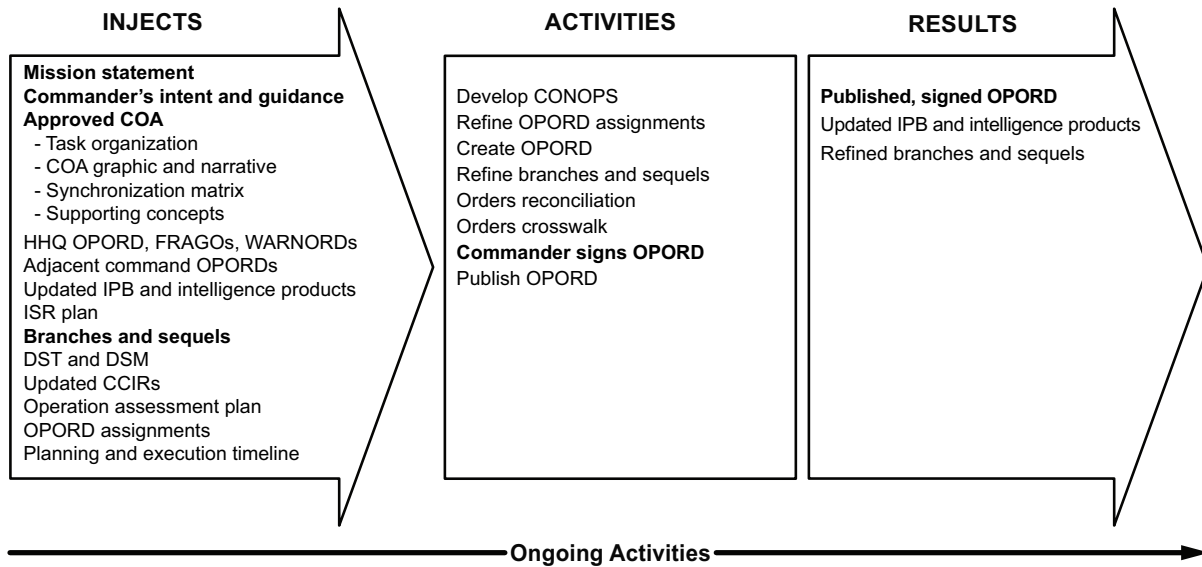 INJECTS
Mission statement
Commander’s intent and guidance
Approved COA
- Task organization
- COA graphic and narrative
- Synchronization matrix
- Supporting concepts
HHQ OPORD, FRAGOs, WARNORDs
Adjacent command OPORDs
Updated IPB and intelligence products
ISR plan
Branches and sequels
DST and DSM
Updated CCIRs
Operation assessment plan
OPORD assignments
Planning and execution timeline
ACTIVITIES
Develop CONOPS
Refine OPORD assignments
Create OPORD
Refine branches and sequels
Orders reconciliation
Orders crosswalk
Commander signs OPORD
Publish OPORD
RESULTS
Published, signed OPORD
Updated IPB and intelligence products
Refined branches and sequels
Ongoing Activities